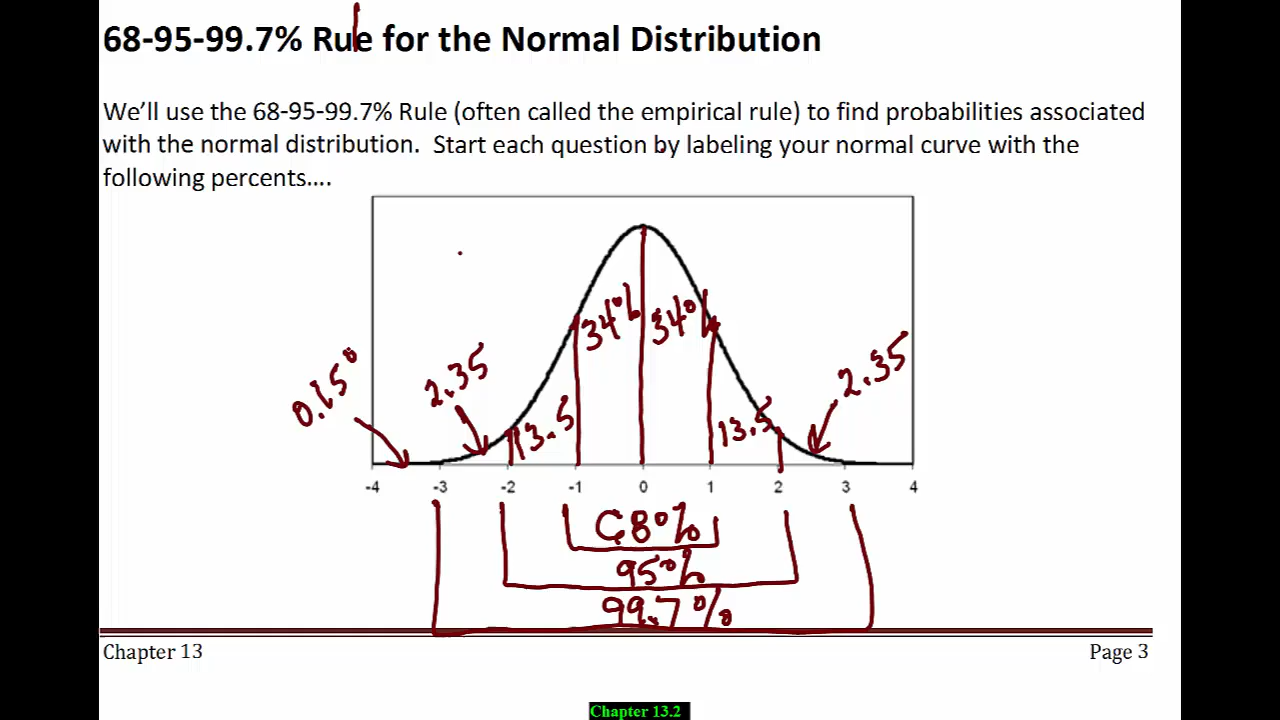 68-95-99.7% Rule for the Normal Distribution
We'll use the 68-95-99.7% Rule (often called the empirical rule) to find probabilities associated
with the normal distribution. Start each question by labeling your normal curve with the
following percents....
34% 34%
0.15% 2.35 13.5 13.5 2.35
-4 -3 -2 -1 0 1 2 3 4
68%
95%
99.7%
Chapter 13 Page 3
Chapter 13.2